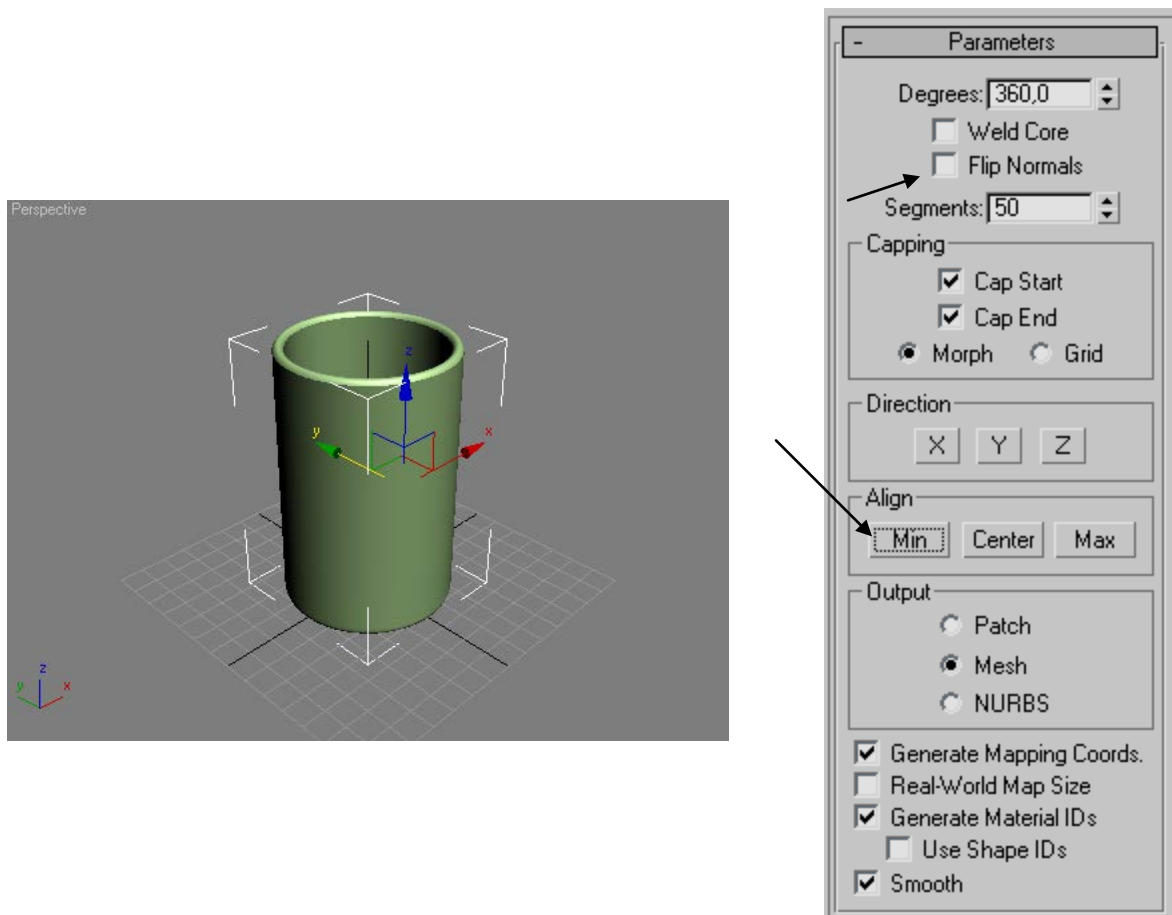 Perspective
z
y
x
z
y
x
- Parameters
Degrees: 360,0
Weld Core
Flip Normals
Segments: 50
Capping
Cap Start
Cap End
Morph Grid
Direction
X Y Z
Align
Min Center Max
Output
Patch
Mesh
NURBS
Generate Mapping Coords.
Real-World Map Size
Generate Material IDs
Use Shape IDs
Smooth